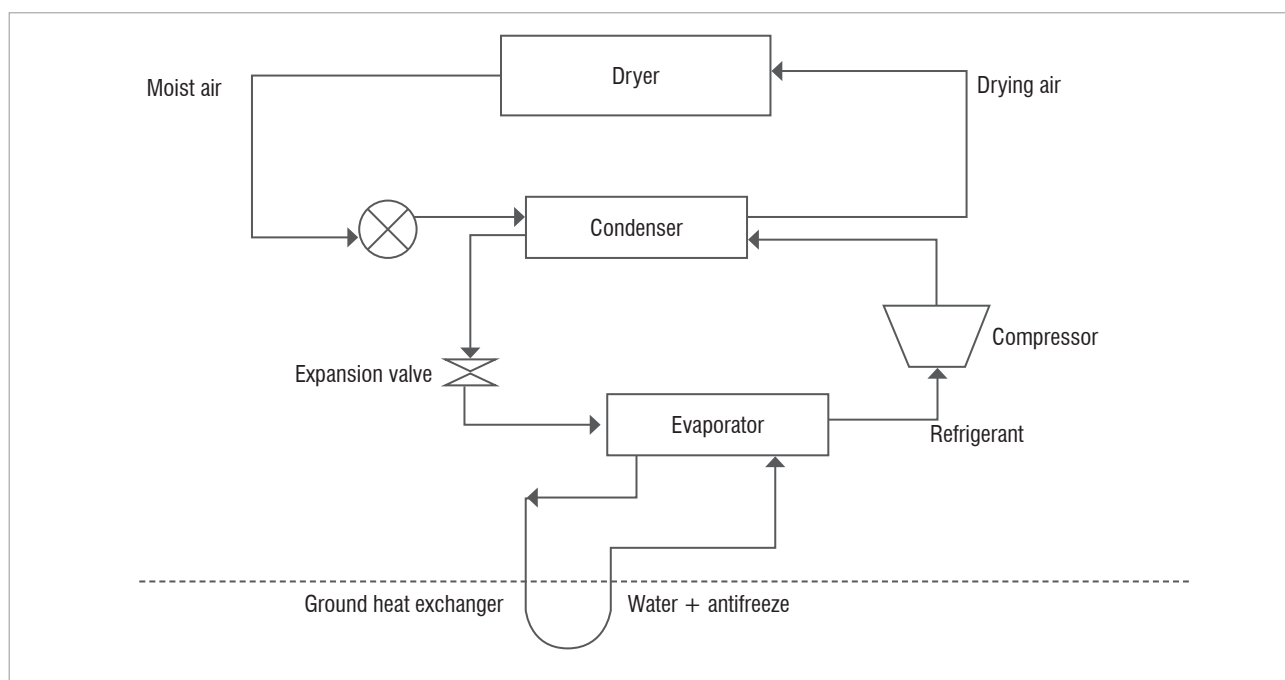 Dryer
Moist air
Drying air
Condenser
Compressor
Expansion valve
Evaporator
Refrigerant
Ground heat exchanger
Water + antifreeze